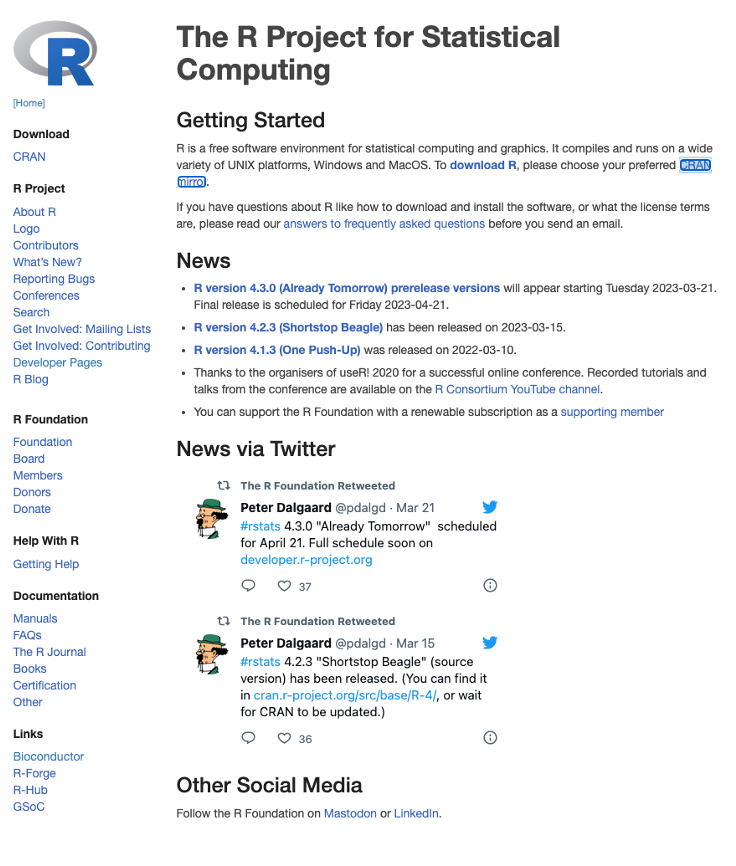 R
[Home]
Download
CRAN
R Project
About R
Logo
Contributors
What's New?
Reporting Bugs
Conferences
Search
Get Involved: Mailing Lists
Get Involved: Contributing
Developer Pages
R Blog
R Foundation
Foundation
Board
Members
Donors
Donate
Help With R
Getting Help
Documentation
Manuals
FAQs
The R Journal
Books
Certification
Other
Links
Bioconductor
R-Forge
R-Hub
GSoC
The R Project for Statistical
Computing
Getting Started
R is a free software environment for statistical computing and graphics. It compiles and runs on a wide
variety of UNIX platforms, Windows and MacOS. To download R, please choose your preferred CRAN
mirror.
If you have questions about R like how to download and install the software, or what the license terms
are, please read our answers to frequently asked questions before you send an email.
News
• R version 4.3.0 (Already Tomorrow) prerelease versions will appear starting Tuesday 2023-03-21.
Final release is scheduled for Friday 2023-04-21.
• R version 4.2.3 (Shortstop Beagle) has been released on 2023-03-15.
• R version 4.1.3 (One Push-Up) was released on 2022-03-10.
• Thanks to the organisers of useR! 2020 for a successful online conference. Recorded tutorials and
talks from the conference are available on the R Consortium YouTube channel.
• You can support the R Foundation with a renewable subscription as a supporting member
News via Twitter
The R Foundation Retweeted
Peter Dalgaard @pdalgd · Mar 21
#rstats 4.3.0 "Already Tomorrow" scheduled
for April 21. Full schedule soon on
developer.r-project.org
37
The R Foundation Retweeted
Peter Dalgaard @pdalgd · Mar 15
#rstats 4.2.3 "Shortstop Beagle" (source
version) has been released. (You can find it
in cran.r-project.org/src/base/R-4/, or wait
for CRAN to be updated.)
36
Other Social Media
Follow the R Foundation on Mastodon or LinkedIn.